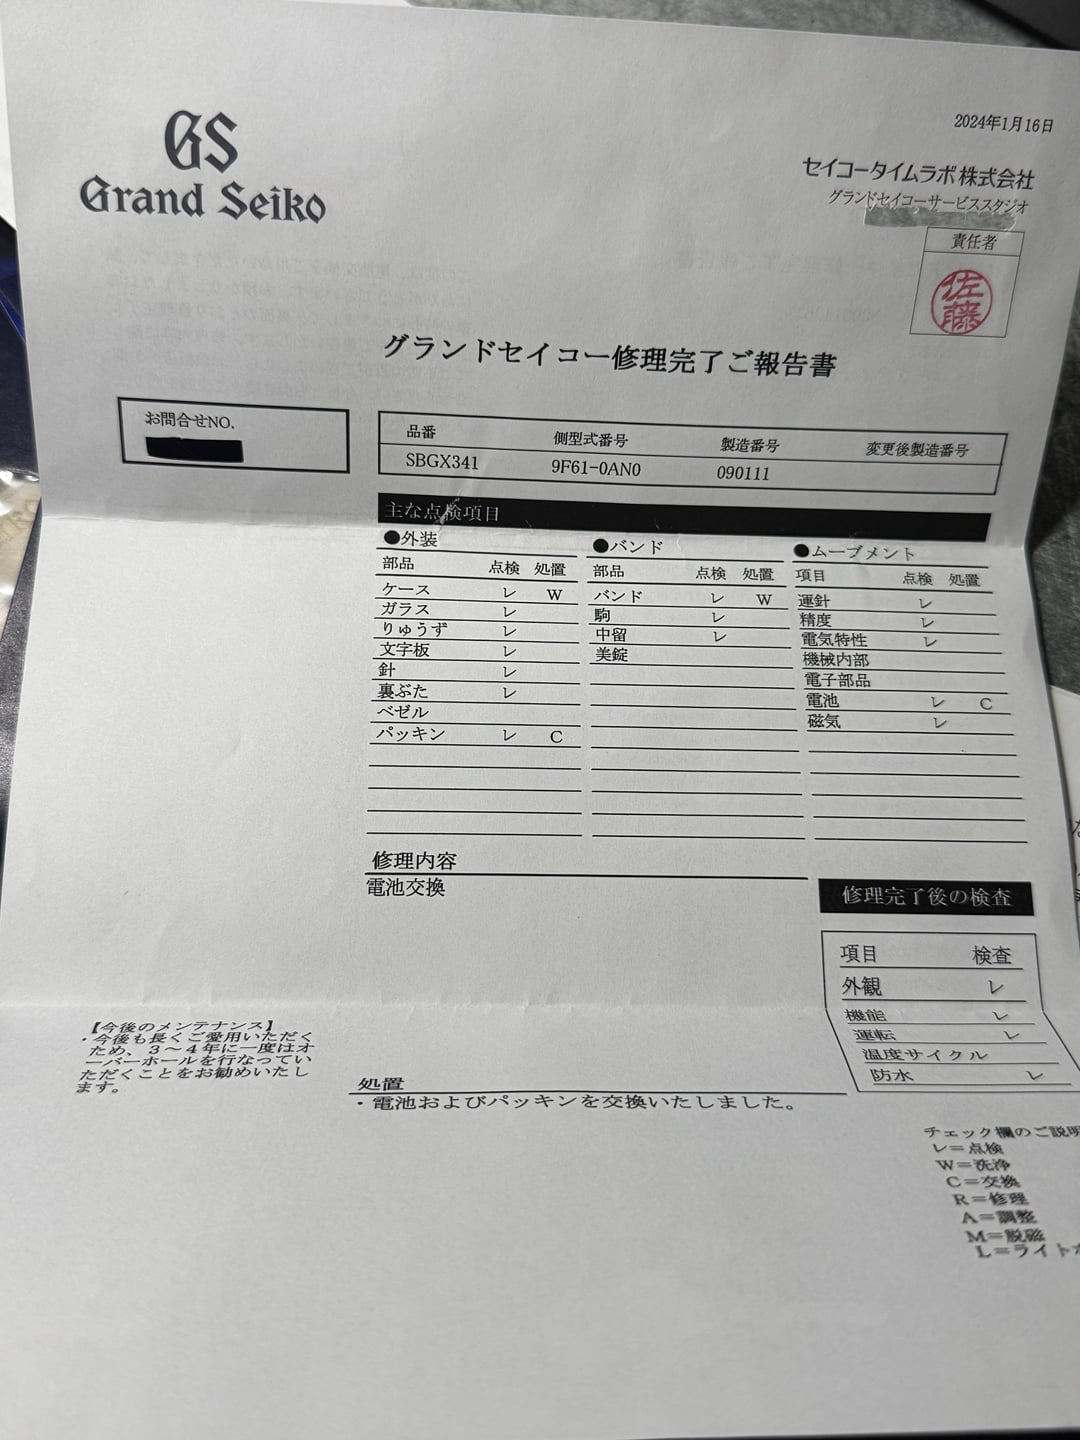 GS
Grand Seiko
2024年1月16日
セイコータイムラボ株式会社
グランドセイコーサービススタジオ
責任者
佐藤
グランドセイコー修理完了ご報告書
お問合せNO.
品番 側型式番号 製造番号 変更後製造番号
SBGX341 9F61-0AN0 090111
主な点検項目
●外装
部品 点検 処置
ケース レ W
ガラス レ
りゅうず レ
文字板 レ
針 レ
裏ぶた レ
ベゼル
パッキン レ C
●バンド
部品 点検 処置
バンド レ W
駒 レ
中留 レ
美錠
●ムーブメント
項目 点検 処置
運針 レ
精度 レ
電気特性 レ
機械内部
電子部品
電池 レ C
磁気 レ
修理内容
電池交換
修理完了後の検査
項目 検査
外観 レ
機能 レ
運転 レ
温度サイクル
防水 レ
【今後のメンテナンス】
・今後も長くご愛用いただく
ため、3～4年に一度はオ
ーバーホールを行なってい
ただくことをお勧めいたし
ます。
処置
・電池およびパッキンを交換いたしました。
チェック欄のご説明
レ＝点検
W＝洗浄
C＝交換
R＝修理
A＝調整
M＝脱磁
L＝ライト